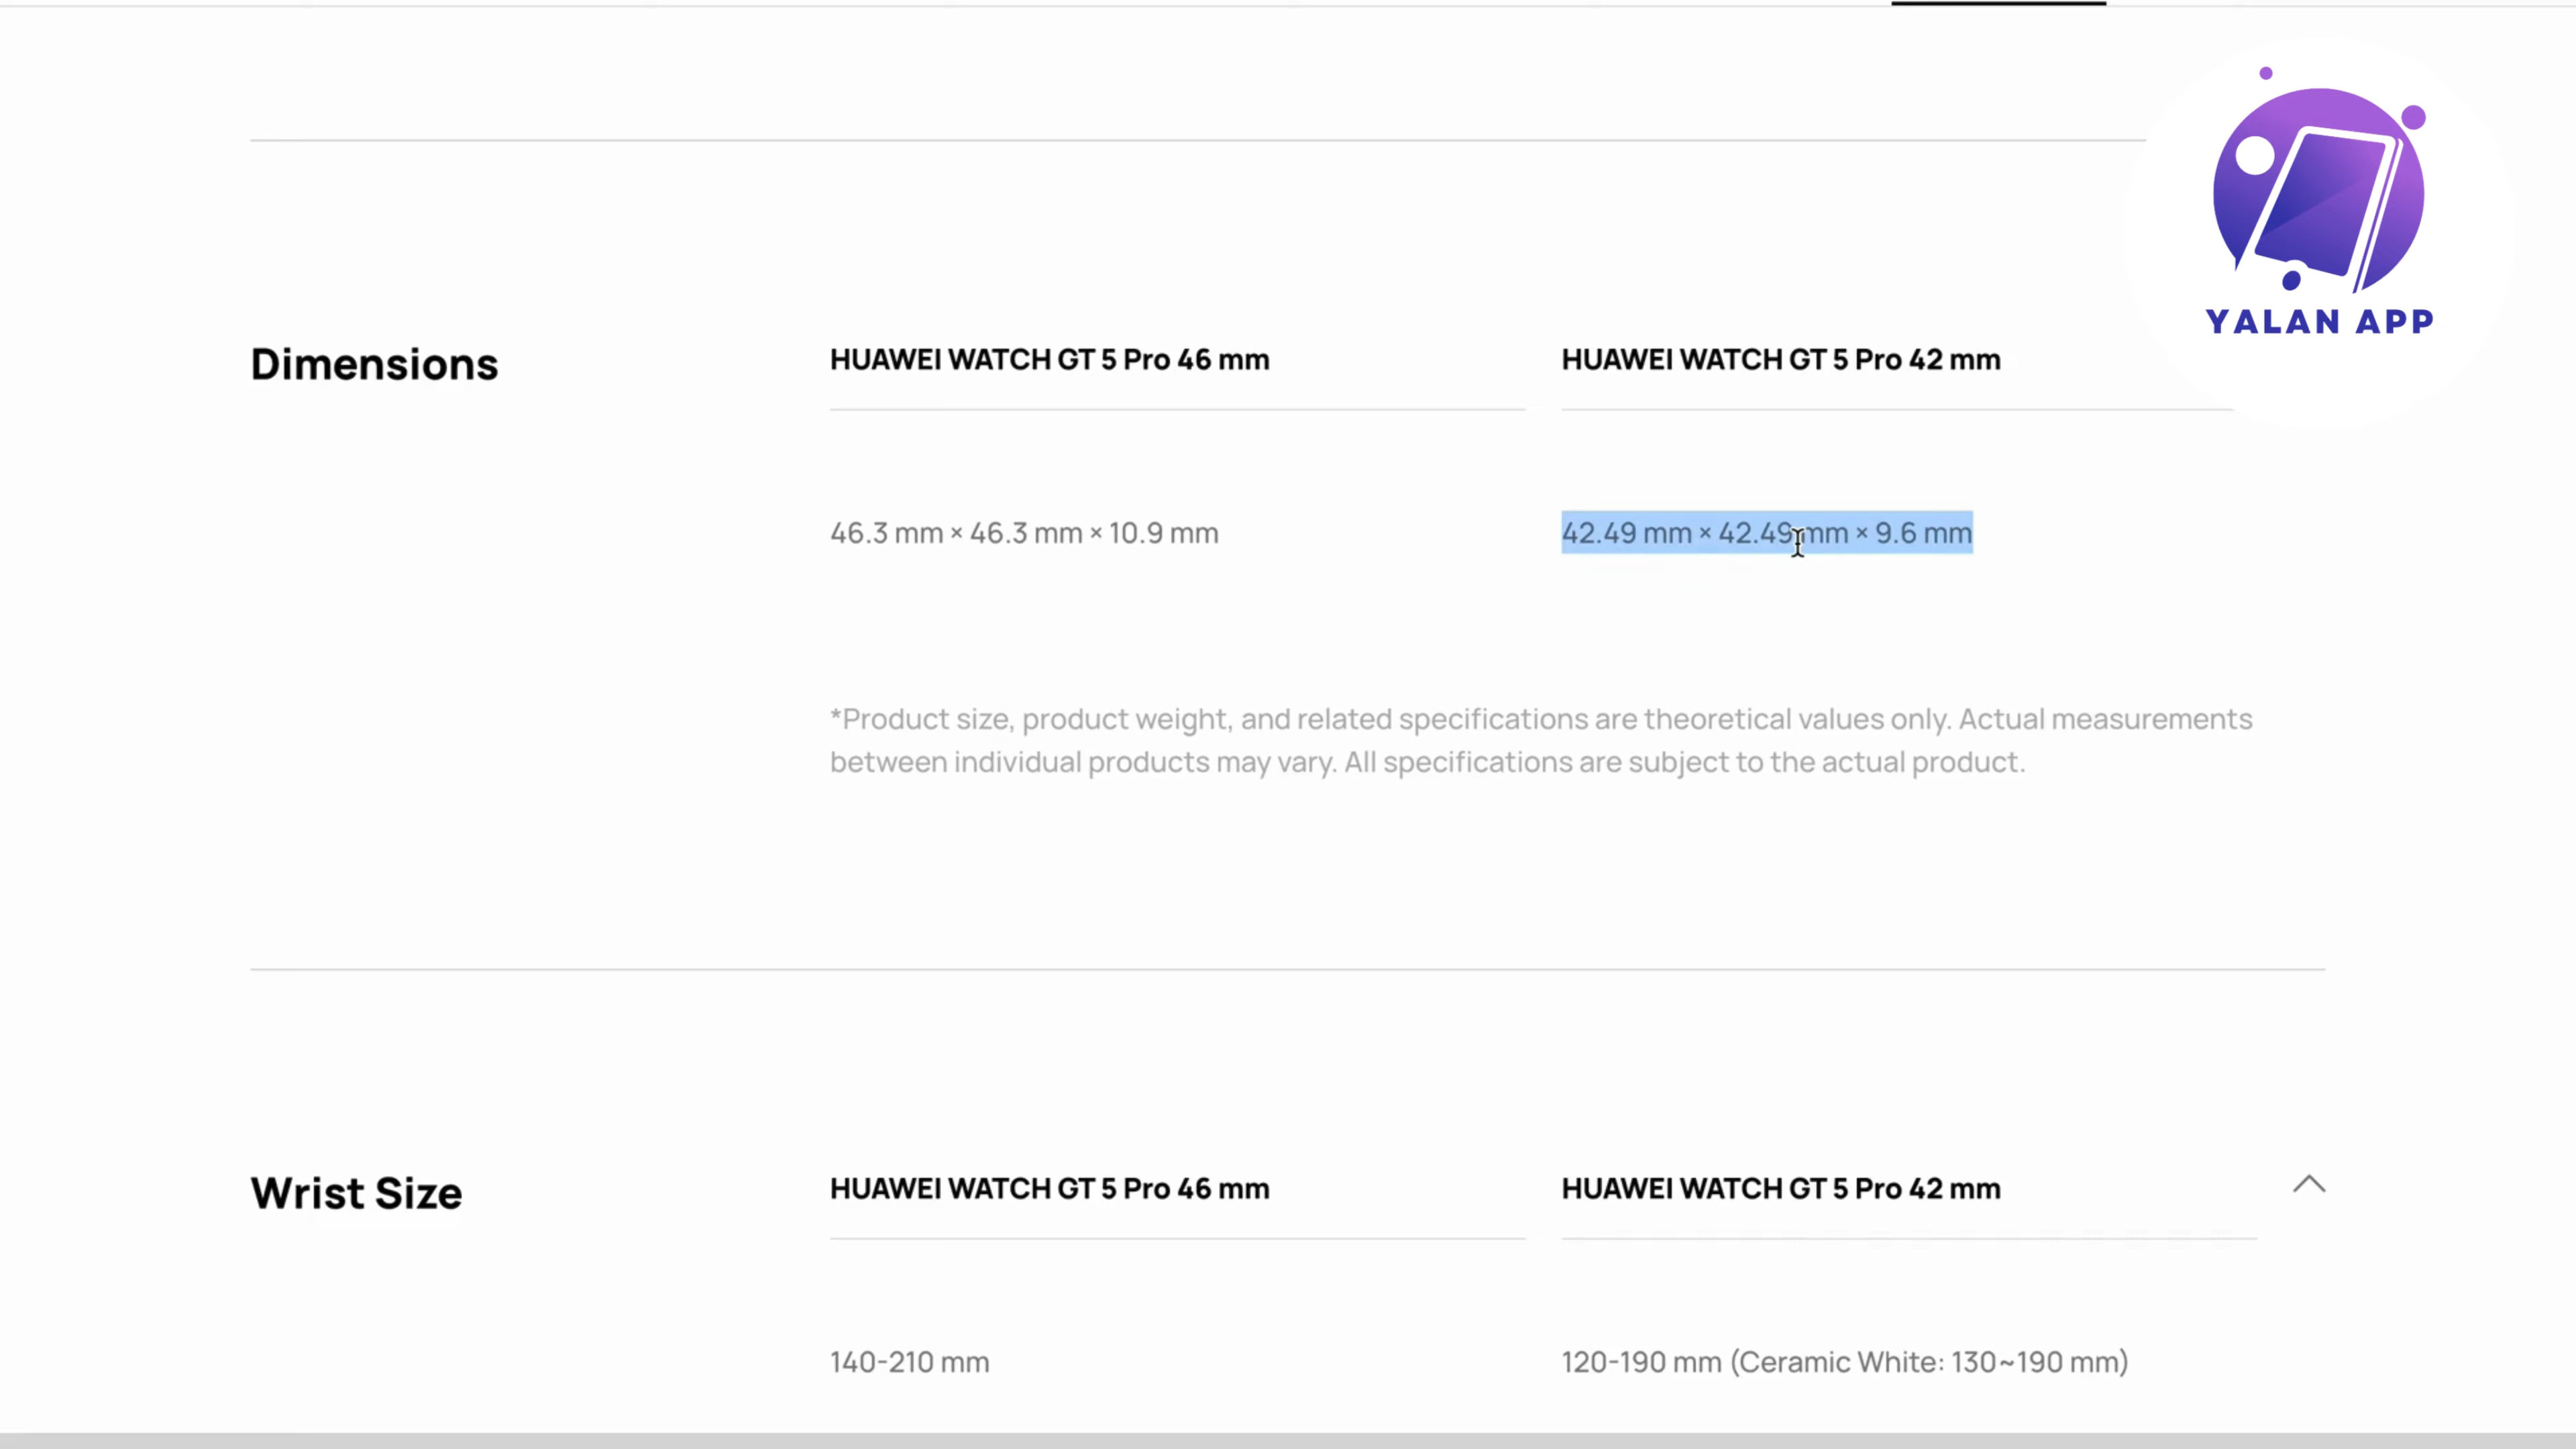 YALAN APP
Dimensions
HUAWEI WATCH GT 5 Pro 46 mm
HUAWEI WATCH GT 5 Pro 42 mm
46.3 mm × 46.3 mm × 10.9 mm
42.49 mm × 42.49 mm × 9.6 mm
*Product size, product weight, and related specifications are theoretical values only. Actual measurements
between individual products may vary. All specifications are subject to the actual product.
Wrist Size
HUAWEI WATCH GT 5 Pro 46 mm
HUAWEI WATCH GT 5 Pro 42 mm
140-210 mm
120-190 mm (Ceramic White: 130~190 mm)